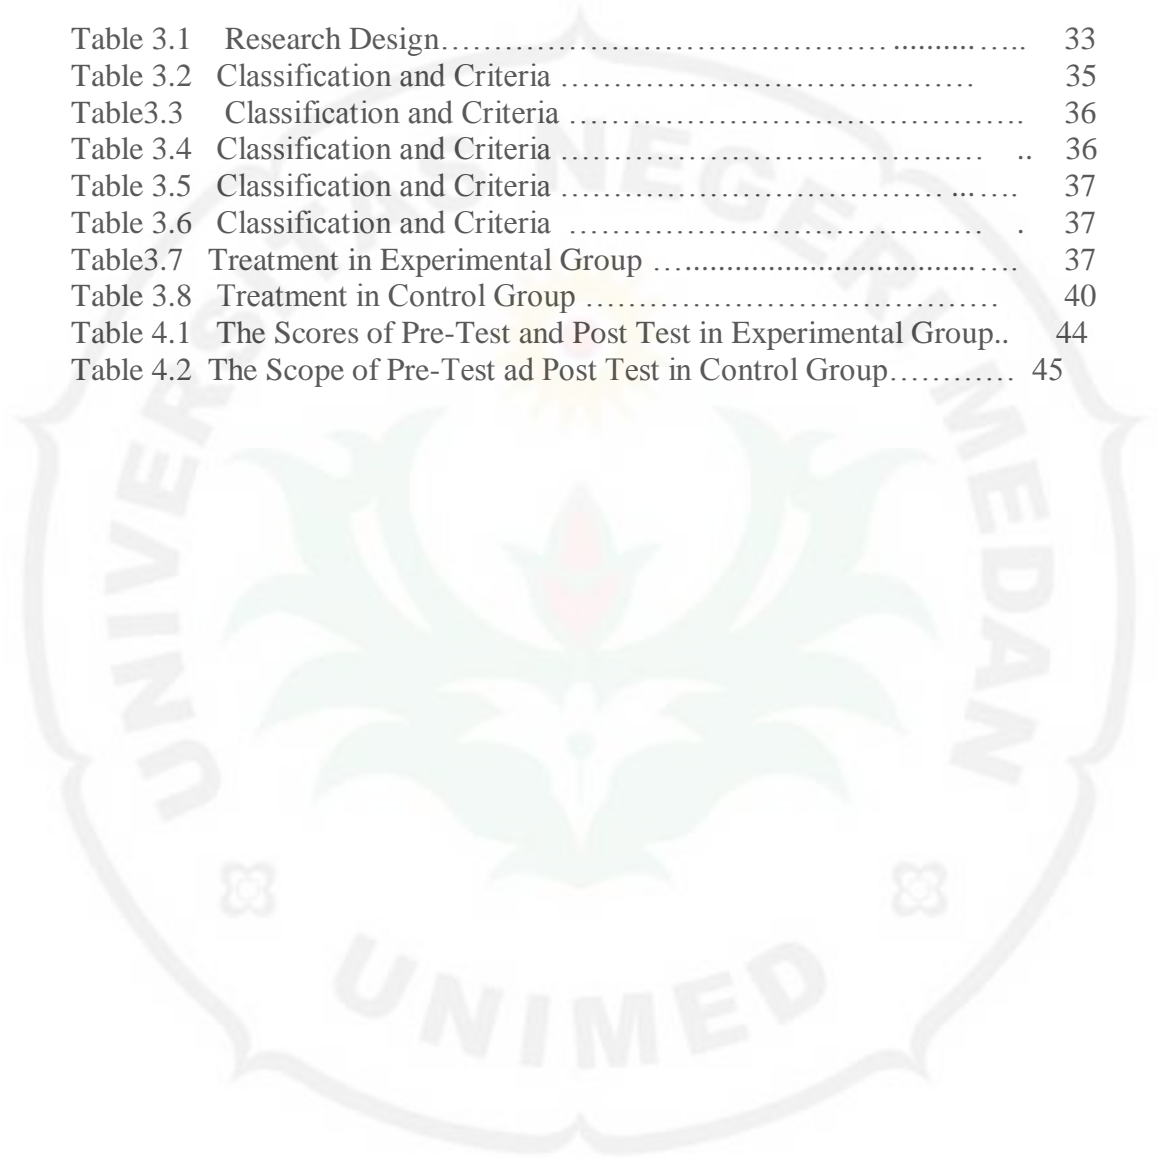 Table 3.1 Research Design…………………………………………… .......... ….. 33
Table 3.2 Classification and Criteria ………………………………………… 35
Table3.3 Classification and Criteria ……………………………………………. 36
Table 3.4 Classification and Criteria ………………………………………… .. 36
Table 3.5 Classification and Criteria …………………………………… ...…. 37
Table 3.6 Classification and Criteria ……………………………………… . 37
Table3.7 Treatment in Experimental Group ….................................…. 37
Table 3.8 Treatment in Control Group ……………………………………… 40
Table 4.1 The Scores of Pre-Test and Post Test in Experimental Group.. 44
Table 4.2 The Scope of Pre-Test ad Post Test in Control Group………… 45
UNIVERSITAS NEGERI MEDAN
UNIMED